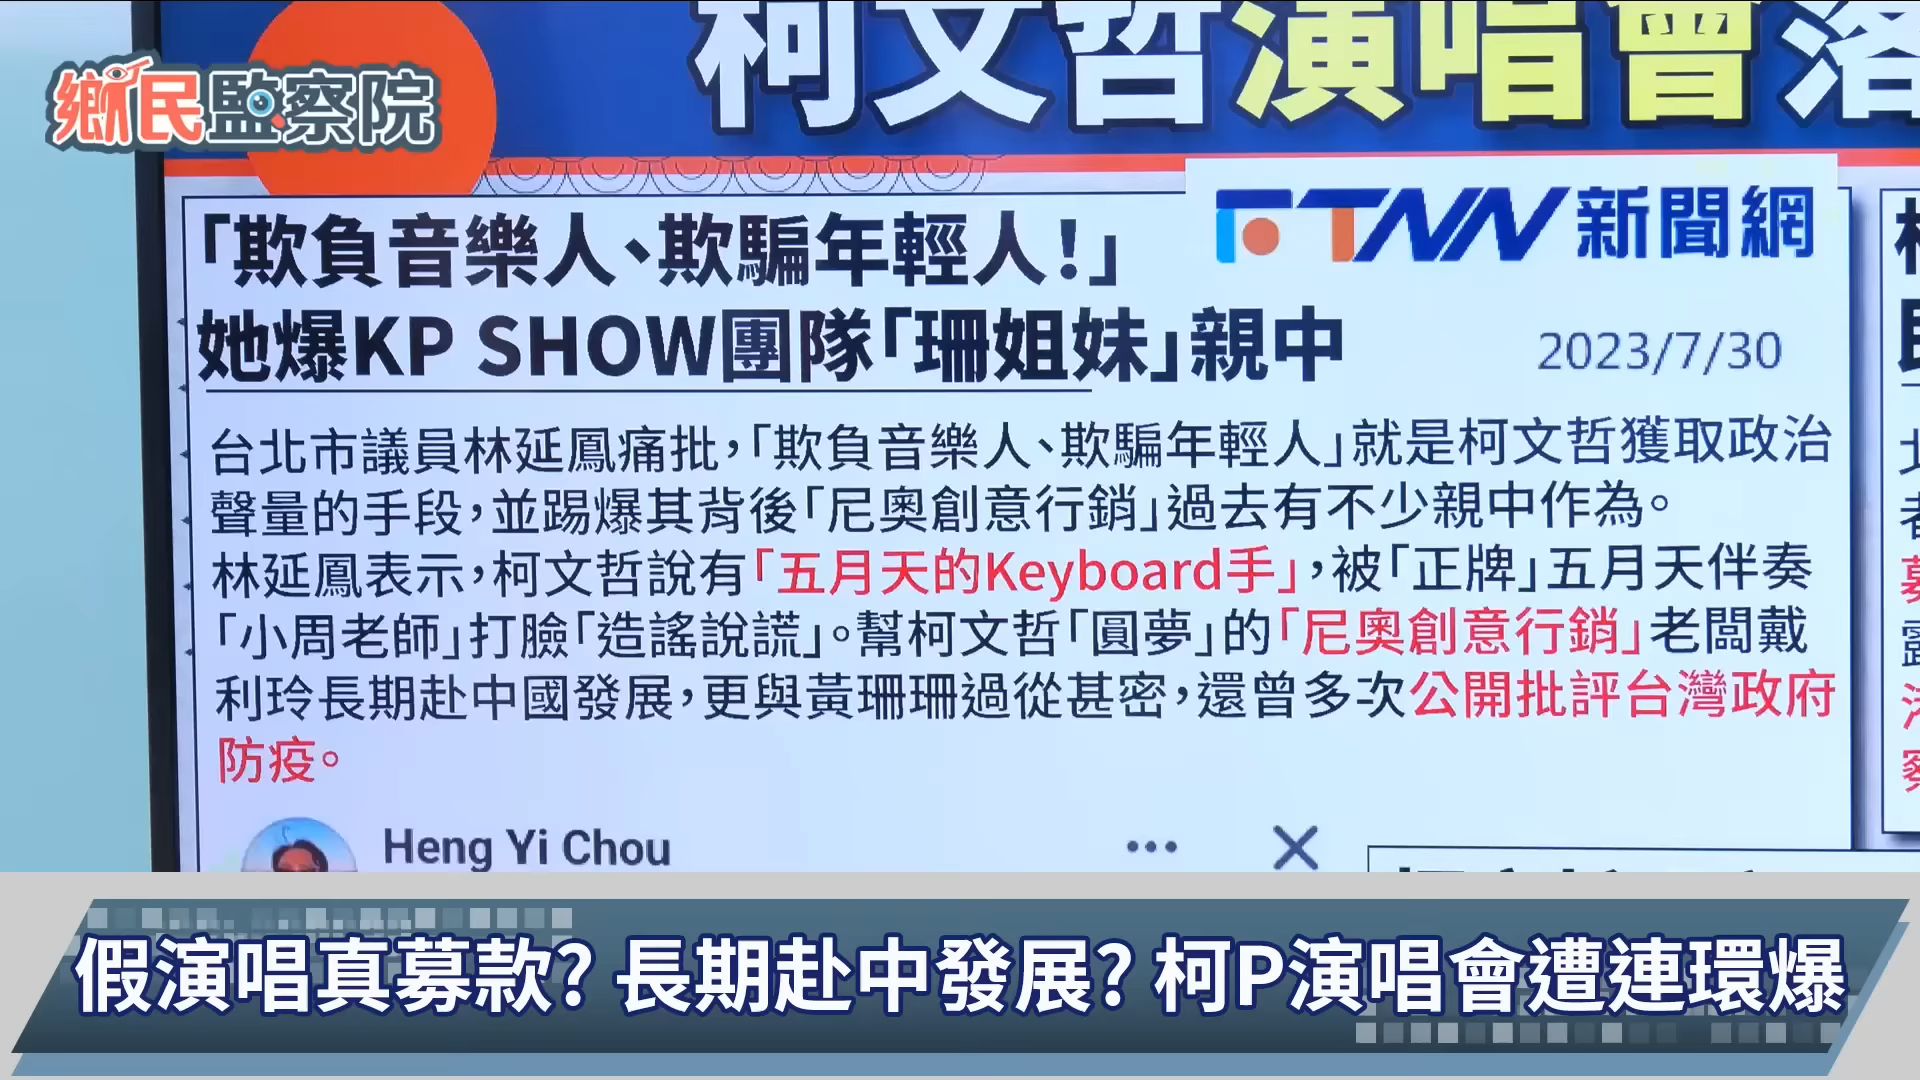 柯文哲演唱會落
鄉民監察院
FTNN新聞網
「欺負音樂人、欺騙年輕人!」
她爆KP SHOW團隊「珊姐妹」親中
2023/7/30
台北市議員林延鳳痛批,「欺負音樂人、欺騙年輕人」就是柯文哲獲取政治
聲量的手段,並踢爆其背後「尼奧創意行銷」過去有不少親中作為。
林延鳳表示,柯文哲說有「五月天的Keyboard手」,被「正牌」五月天伴奏
「小周老師」打臉「造謠說謊」。幫柯文哲「圓夢」的「尼奧創意行銷」老闆戴
利玲長期赴中國發展,更與黃珊珊過從甚密,還曾多次公開批評台灣政府
防疫。
Heng Yi Chou
假演唱真募款? 長期赴中發展? 柯P演唱會遭連環爆